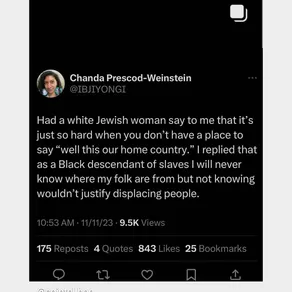 Chanda Prescod-Weinstein
@IBJIYONGI
Had a white Jewish woman say to me that it's
just so hard when you don't have a place to
say "well this our home country." I replied that
as a Black descendant of slaves I will never
know where my folk are from but not knowing
wouldn't justify displacing people.
10:53 AM · 11/11/23 · 9.5K Views
175 Reposts 4 Quotes 843 Likes 25 Bookmarks